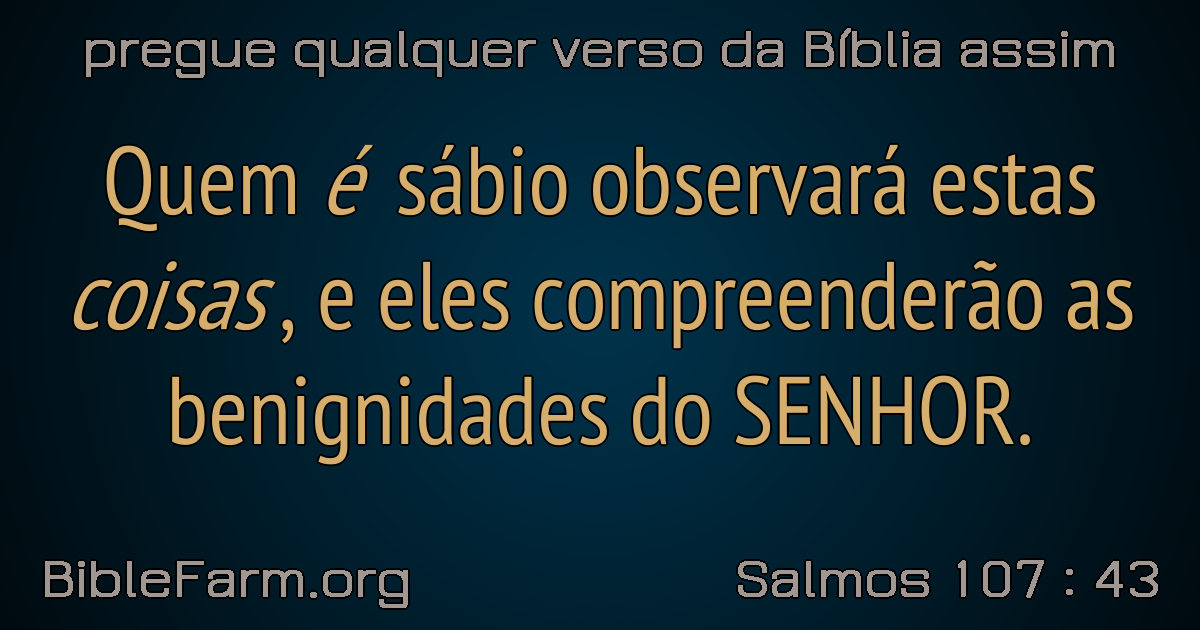 pregue qualquer verso da Bíblia assim
Quem é sábio observará estas
coisas, e eles compreenderão as
benignidades do SENHOR.
BibleFarm.org
Salmos 107 : 43